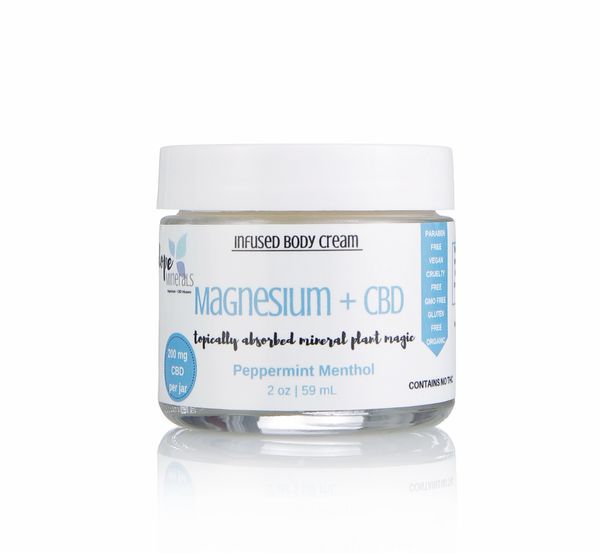 INFUSED BODY CREAM
minerals
MAGNESIUM + CBD
topically absorbed mineral plant magic
Peppermint Menthol
2 oz | 59 mL
200 mg
CBD
per jar
PARABEN
FREE
VEGAN
CRUELTY
FREE
GMO FREE
GLUTEN
FREE
ORGANIC
CONTAINS NO THC